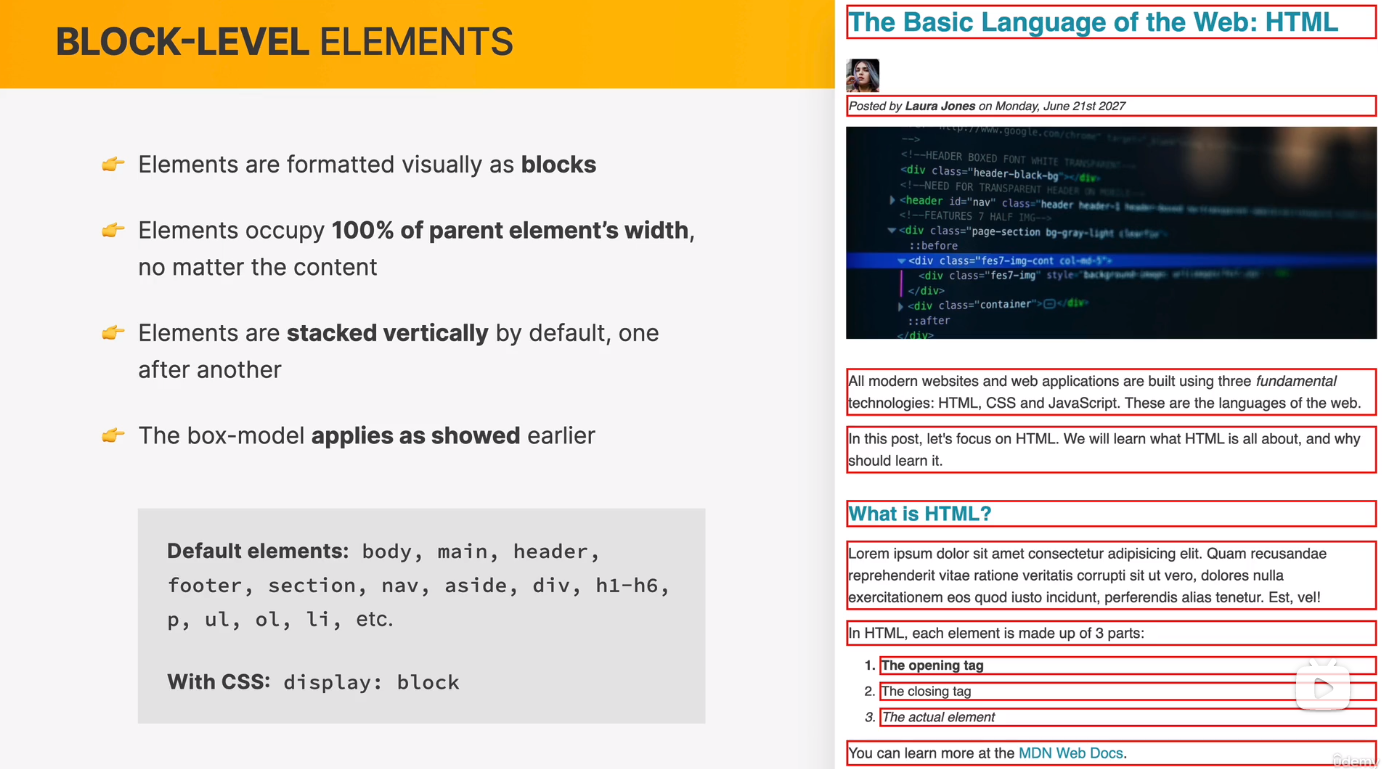 BLOCK-LEVEL ELEMENTS
👉 Elements are formatted visually as blocks
👉 Elements occupy 100% of parent element’s width,
no matter the content
👉 Elements are stacked vertically by default, one
after another
👉 The box-model applies as showed earlier
Default elements: body, main, header,
footer, section, nav, aside, div, h1-h6,
p, ul, ol, li, etc.
With CSS: display: block
The Basic Language of the Web: HTML
Posted by Laura Jones on Monday, June 21st 2027
http://www.google.com/chrome
-->
<!--HEADER BOXED FONT WHITE TRANSPARENT-->
<div class="header-black-bg"></div>
<!--NEED FOR TRANSPARENT HEADER ON MOBILE-->
<header id="nav" class="header header-1 header-boxed
<!--FEATURES 7 HALF IMG-->
<div class="page-section bg-gray-light clearfix">
::before
<div class="fes7-img-cont col-md-5">
<div class="fes7-img" style="background-image:
</div>
<div class="container"></div>
::after
</div>
All modern websites and web applications are built using three fundamental
technologies: HTML, CSS and JavaScript. These are the languages of the web.
In this post, let's focus on HTML. We will learn what HTML is all about, and why
should learn it.
What is HTML?
Lorem ipsum dolor sit amet consectetur adipisicing elit. Quam recusandae
reprehenderit vitae ratione veritatis corrupti sit ut vero, dolores nulla
exercitationem eos quod iusto incidunt, perferendis alias tenetur. Est, vel!
In HTML, each element is made up of 3 parts:
1. The opening tag
2. The closing tag
3. The actual element
You can learn more at the MDN Web Docs.
ûdemy